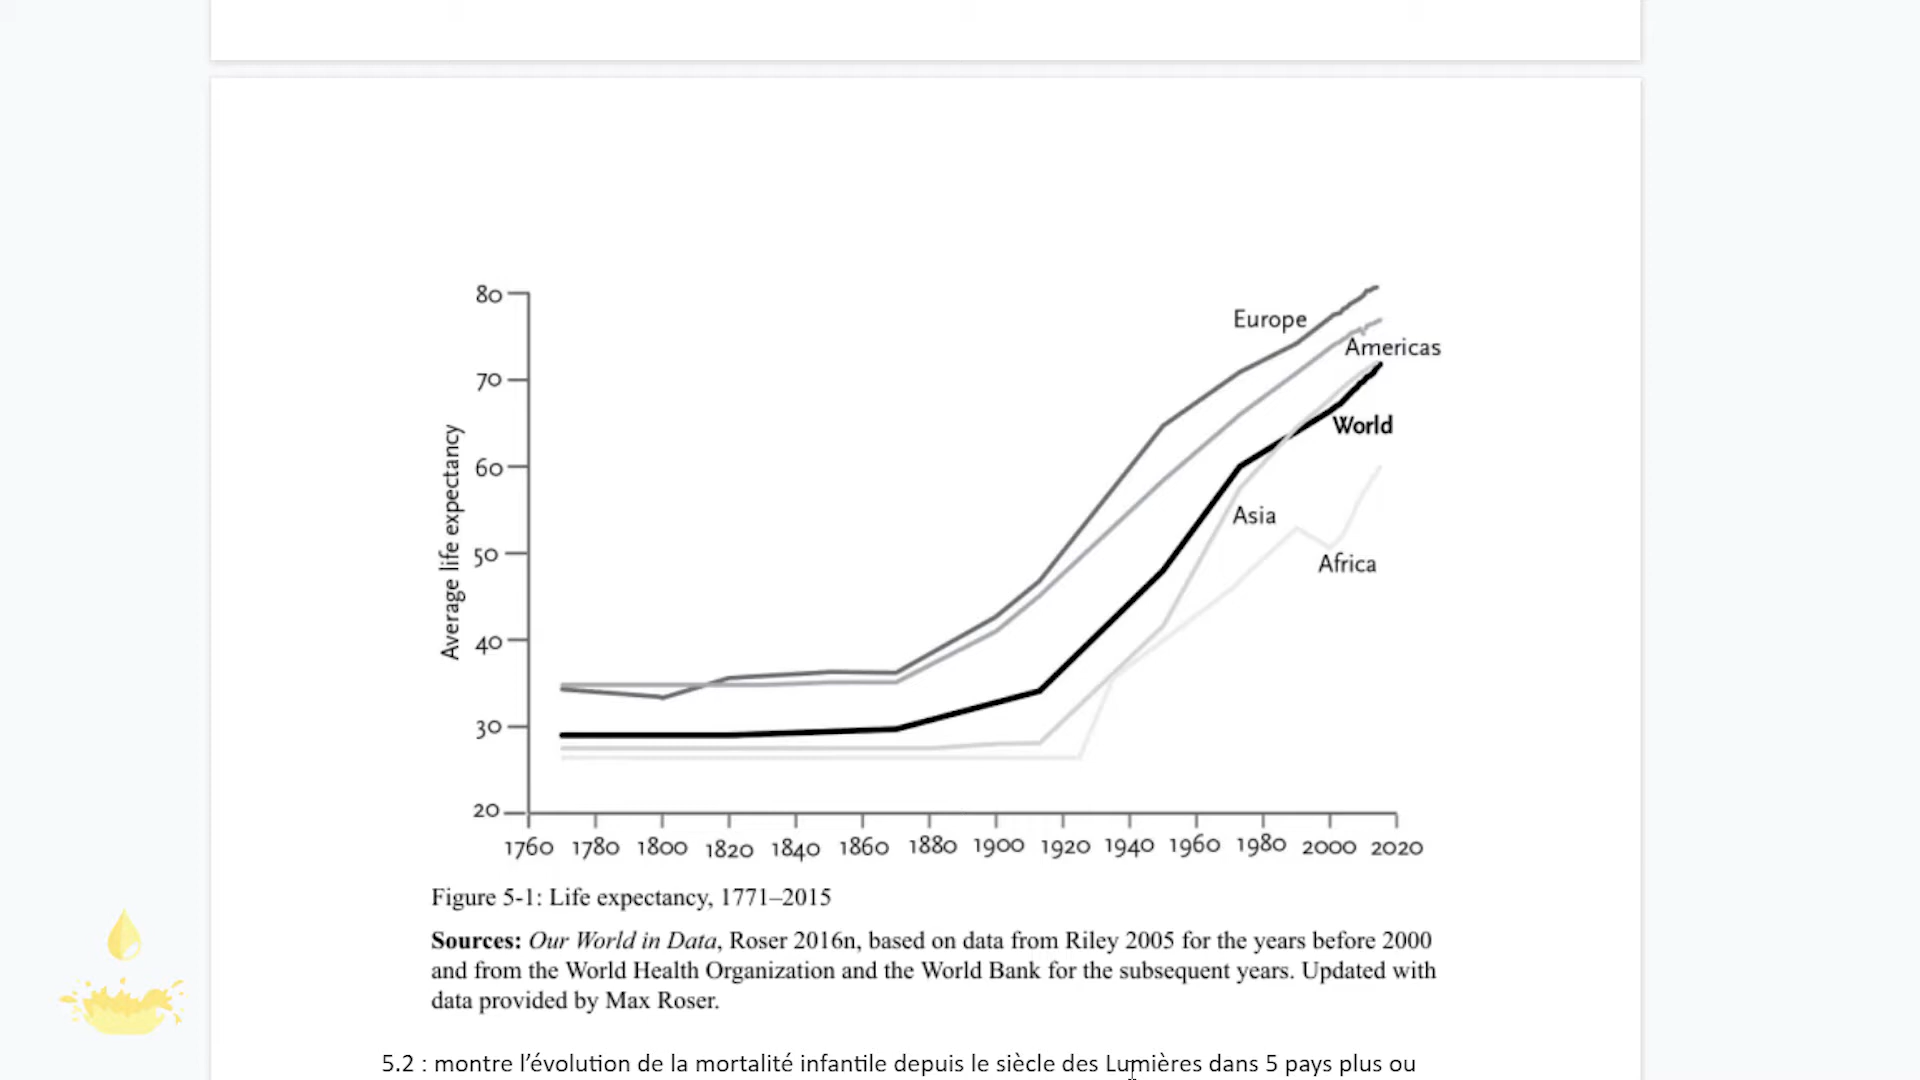 80
Europe
Americas
70
World
60
Asia
50
Africa
Average life expectancy
40
30
20
1760 1780 1800 1820 1840 1860 1880 1900 1920 1940 1960 1980 2000 2020
Figure 5-1: Life expectancy, 1771–2015
Sources: Our World in Data, Roser 2016n, based on data from Riley 2005 for the years before 2000
and from the World Health Organization and the World Bank for the subsequent years. Updated with
data provided by Max Roser.
5.2 : montre l’évolution de la mortalité infantile depuis le siècle des Lumières dans 5 pays plus ou